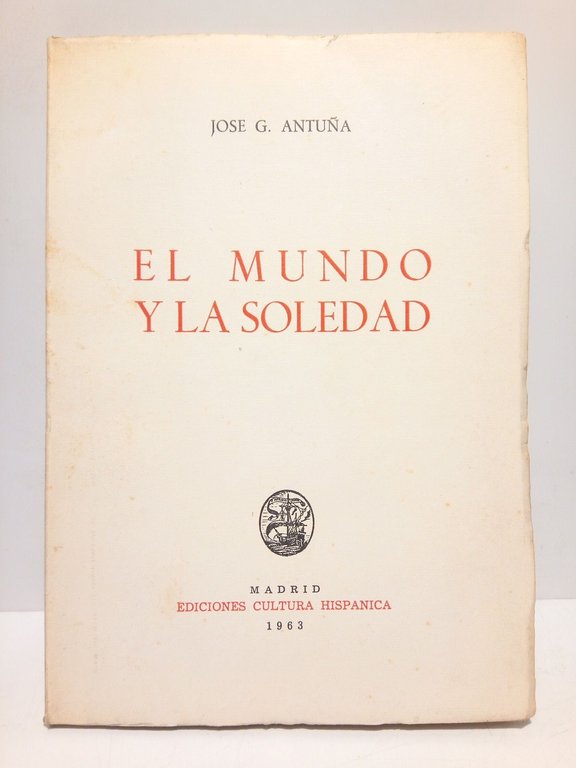 JOSE G. ANTUÑA
EL MUNDO
Y LA SOLEDAD
MADRID
EDICIONES CULTURA HISPANICA
1963